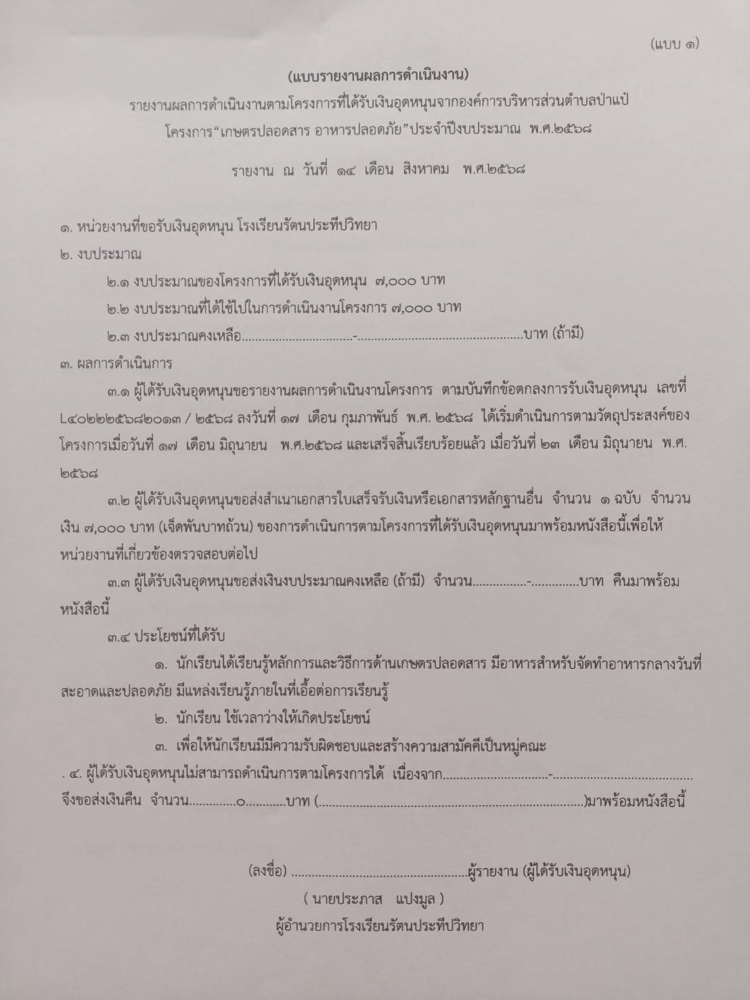 (แบบ ๑)
(แบบรายงานผลการดำเนินงาน)
รายงานผลการดำเนินงานตามโครงการที่ได้รับเงินอุดหนุนจากองค์การบริหารส่วนตำบลป่าแป๋
โครงการ"เกษตรปลอดสาร อาหารปลอดภัย"ประจำปีงบประมาณ พ.ศ.๒๕๖๘
รายงาน ณ วันที่ ๑๔ เดือน สิงหาคม พ.ศ.๒๕๖๘
๑. หน่วยงานที่ขอรับเงินอุดหนุน โรงเรียนรัตนประทีปวิทยา
๒. งบประมาณ
๒.๑ งบประมาณของโครงการที่ได้รับเงินอุดหนุน ๗,๐๐๐ บาท
๒.๒ งบประมาณที่ได้ใช้ไปในการดำเนินงานโครงการ ๗,๐๐๐ บาท
๒.๓ งบประมาณคงเหลือ................................-................................................บาท (ถ้ามี)
๓. ผลการดำเนินการ
๓.๑ ผู้ได้รับเงินอุดหนุนขอรายงานผลการดำเนินงานโครงการ ตามบันทึกข้อตกลงการรับเงินอุดหนุน เลขที่
L๔๐๒๒๒๕๖๘๒๐๑๓ / ๒๕๖๘ ลงวันที่ ๑๗ เดือน กุมภาพันธ์ พ.ศ. ๒๕๖๘ ได้เริ่มดำเนินการตามวัตถุประสงค์ของ
โครงการเมื่อวันที่ ๑๗ เดือน มิถุนายน พ.ศ.๒๕๖๘ และเสร็จสิ้นเรียบร้อยแล้ว เมื่อวันที่ ๒๓ เดือน มิถุนายน พ.ศ.
๒๕๖๘
๓.๒ ผู้ได้รับเงินอุดหนุนขอส่งสำเนาเอกสารใบเสร็จรับเงินหรือเอกสารหลักฐานอื่น จำนวน ๑ ฉบับ จำนวน
เงิน ๗,๐๐๐ บาท (เจ็ดพันบาทถ้วน) ของการดำเนินการตามโครงการที่ได้รับเงินอุดหนุนมาพร้อมหนังสือนี้เพื่อให้
หน่วยงานที่เกี่ยวข้องตรวจสอบต่อไป
๓.๓ ผู้ได้รับเงินอุดหนุนขอส่งเงินงบประมาณคงเหลือ (ถ้ามี) จำนวน................-..............บาท คืนมาพร้อม
หนังสือนี้
๓.๔ ประโยชน์ที่ได้รับ
๑. นักเรียนได้เรียนรู้หลักการและวิธีการด้านเกษตรปลอดสาร มีอาหารสำหรับจัดทำอาหารกลางวันที่
สะอาดและปลอดภัย มีแหล่งเรียนรู้ภายในที่เอื้อต่อการเรียนรู้
๒. นักเรียน ใช้เวลาว่างให้เกิดประโยชน์
๓. เพื่อให้นักเรียนมีมีความรับผิดชอบและสร้างความสามัคคีเป็นหมู่คณะ
. ๔. ผู้ได้รับเงินอุดหนุนไม่สามารถดำเนินการตามโครงการได้ เนื่องจาก...............................-.........................................
จึงขอส่งเงินคืน จำนวน..............๐............บาท (...............................................................................)มาพร้อมหนังสือนี้
(ลงชื่อ) ....................................................ผู้รายงาน (ผู้ได้รับเงินอุดหนุน)
( นายประภาส แปงมูล )
ผู้อำนวยการโรงเรียนรัตนประทีปวิทยา